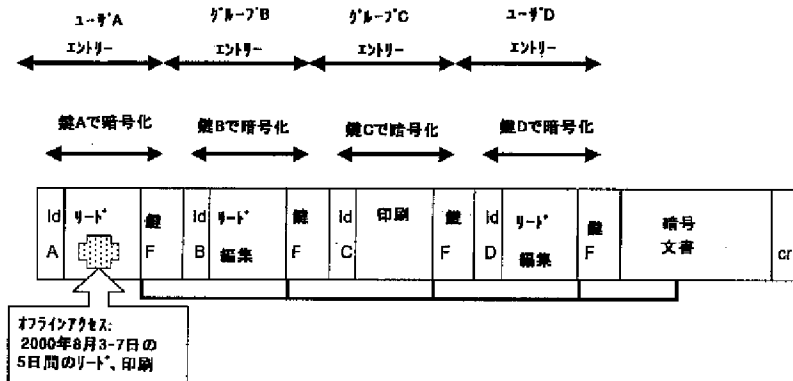 ユーザA
エントリー
グループB
エントリー
グループC
エントリー
ユーザD
エントリー
鍵Aで暗号化
鍵Bで暗号化
鍵Cで暗号化
鍵Dで暗号化
Id
A
リード
鍵
F
Id
B
リード
編集
鍵
F
Id
C
印刷
鍵
F
Id
D
リード
編集
鍵
F
暗号
文書
オフラインアクセス:
2000年8月3-7日の
5日間のリード、印刷